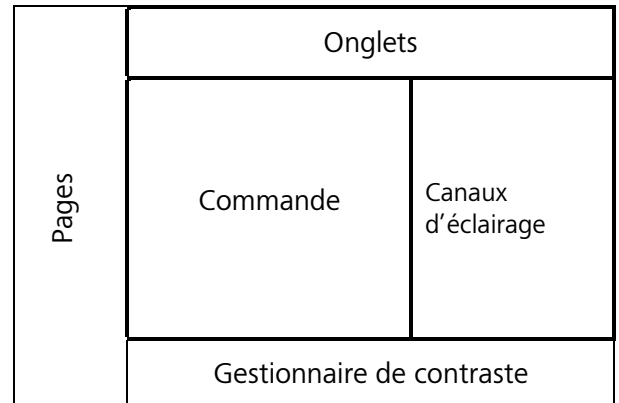 Onglets
Pages
Commande
Canaux
d’éclairage
Gestionnaire de contraste